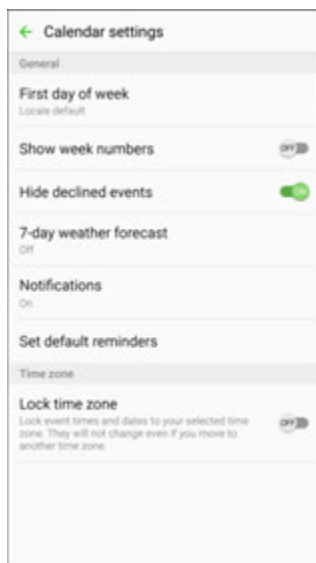 Calendar settings
General
First day of week
Locale default
Show week numbers
OFF
Hide declined events
ON
7-day weather forecast
Off
Notifications
On
Set default reminders
Time zone
Lock time zone
Lock event times and dates to your selected time
zone. They will not change even if you move to
another time zone.
OFF